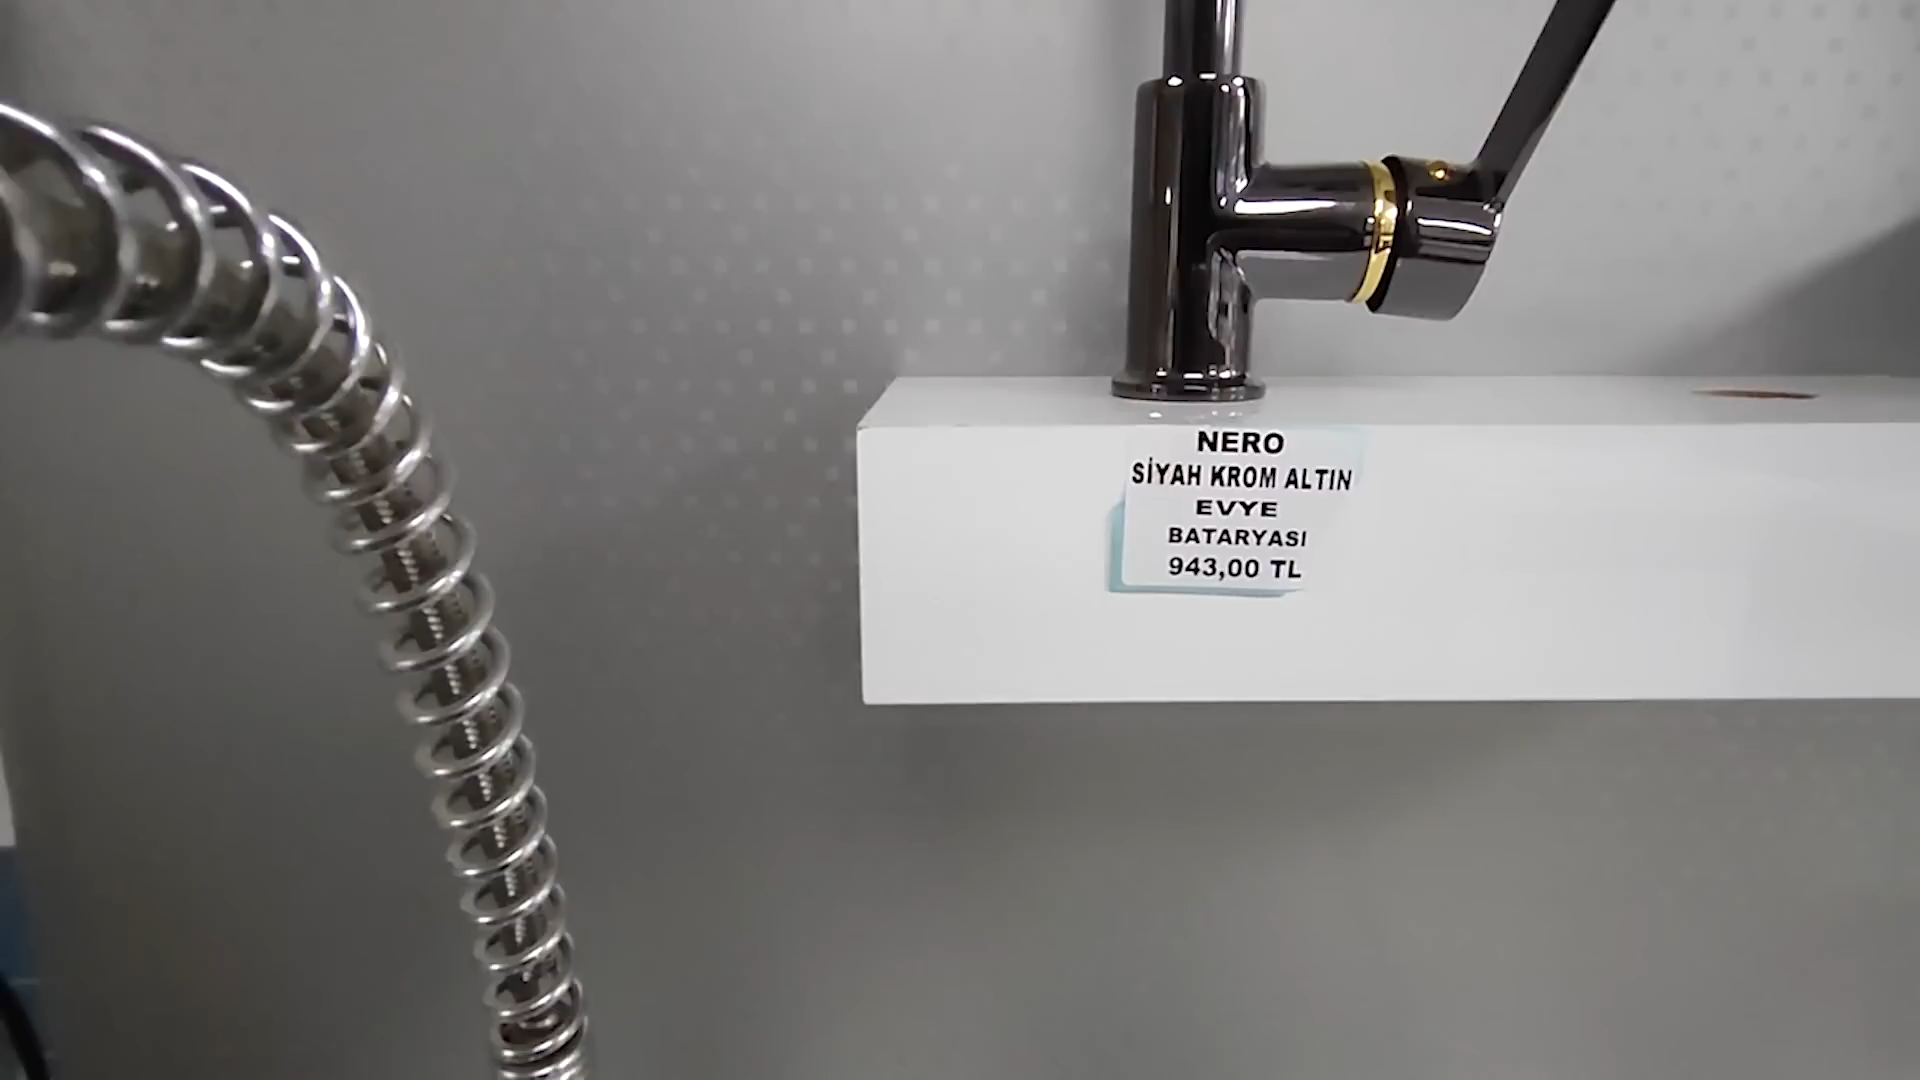 NERO
SİYAH KROM ALTIN
EVYE
BATARYASI
943,00 TL